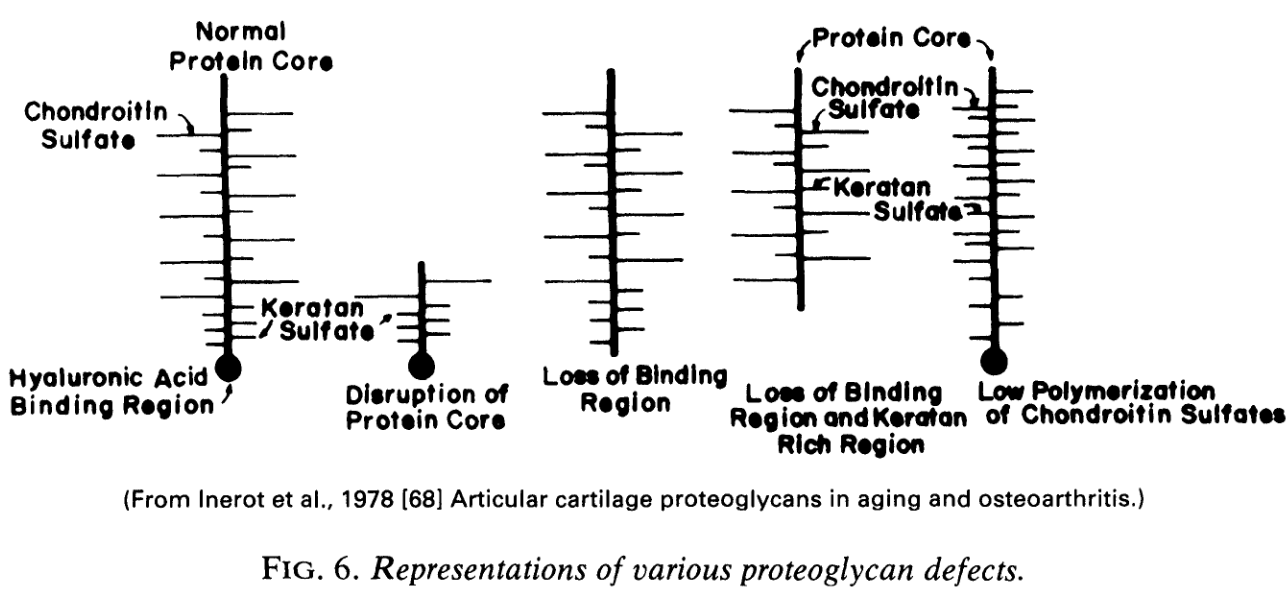 Normal
Protein Core
Chondroitin
Sulfate
Keratan
Sulfate
Hyaluronic Acid
Binding Region
Disruption of
Protein Core
Loss of Binding
Region
Protein Core
Chondroitin
Sulfate
Keratan
Sulfate
Loss of Binding
Region and Keratan
Rich Region
Low Polymerization
of Chondroitin Sulfates
(From Inerot et al., 1978 [68] Articular cartilage proteoglycans in aging and osteoarthritis.)
FIG. 6. Representations of various proteoglycan defects.